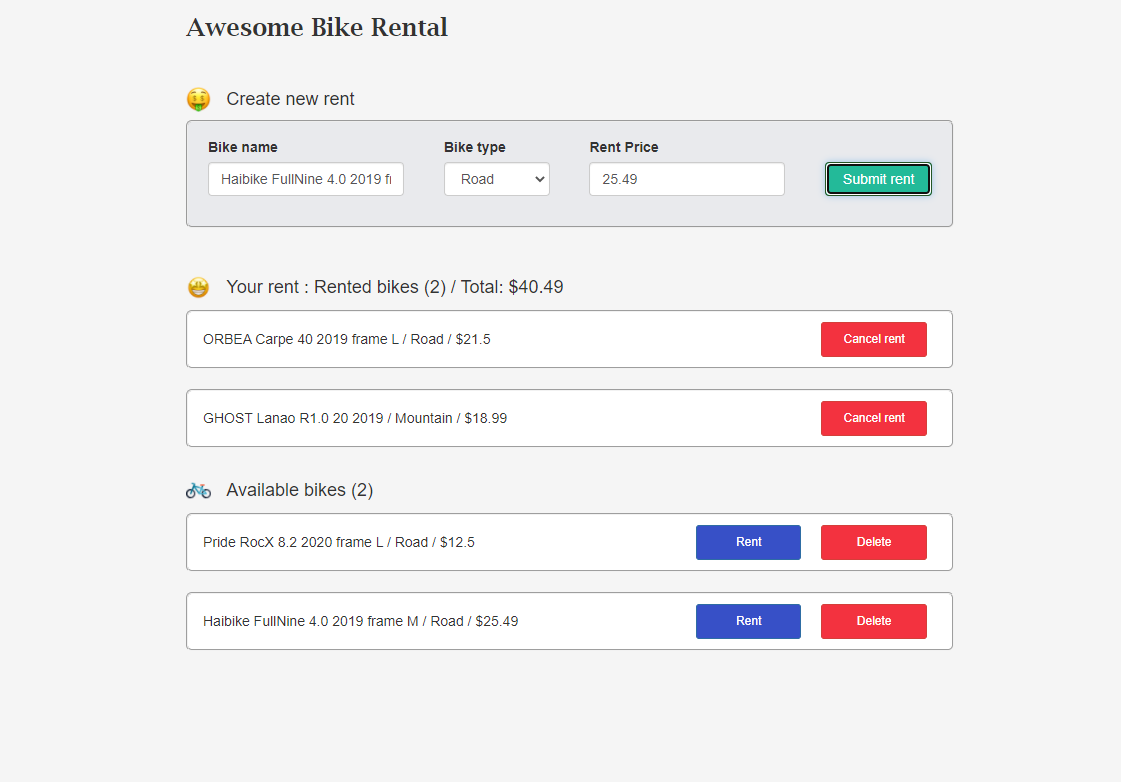 Awesome Bike Rental
Create new rent
Bike name Bike type Rent Price
Haibike FullNine 4.0 2019 Road 25.49 Submit rent
Your rent : Rented bikes (2) / Total: $40.49
ORBEA Carpe 40 2019 frame L / Road / $21.5 Cancel rent
GHOST Lanao R1.0 20 2019 / Mountain / $18.99 Cancel rent
Available bikes (2)
Pride RocX 8.2 2020 frame L / Road / $12.5 Rent Delete
Haibike FullNine 4.0 2019 frame M / Road / $25.49 Rent Delete